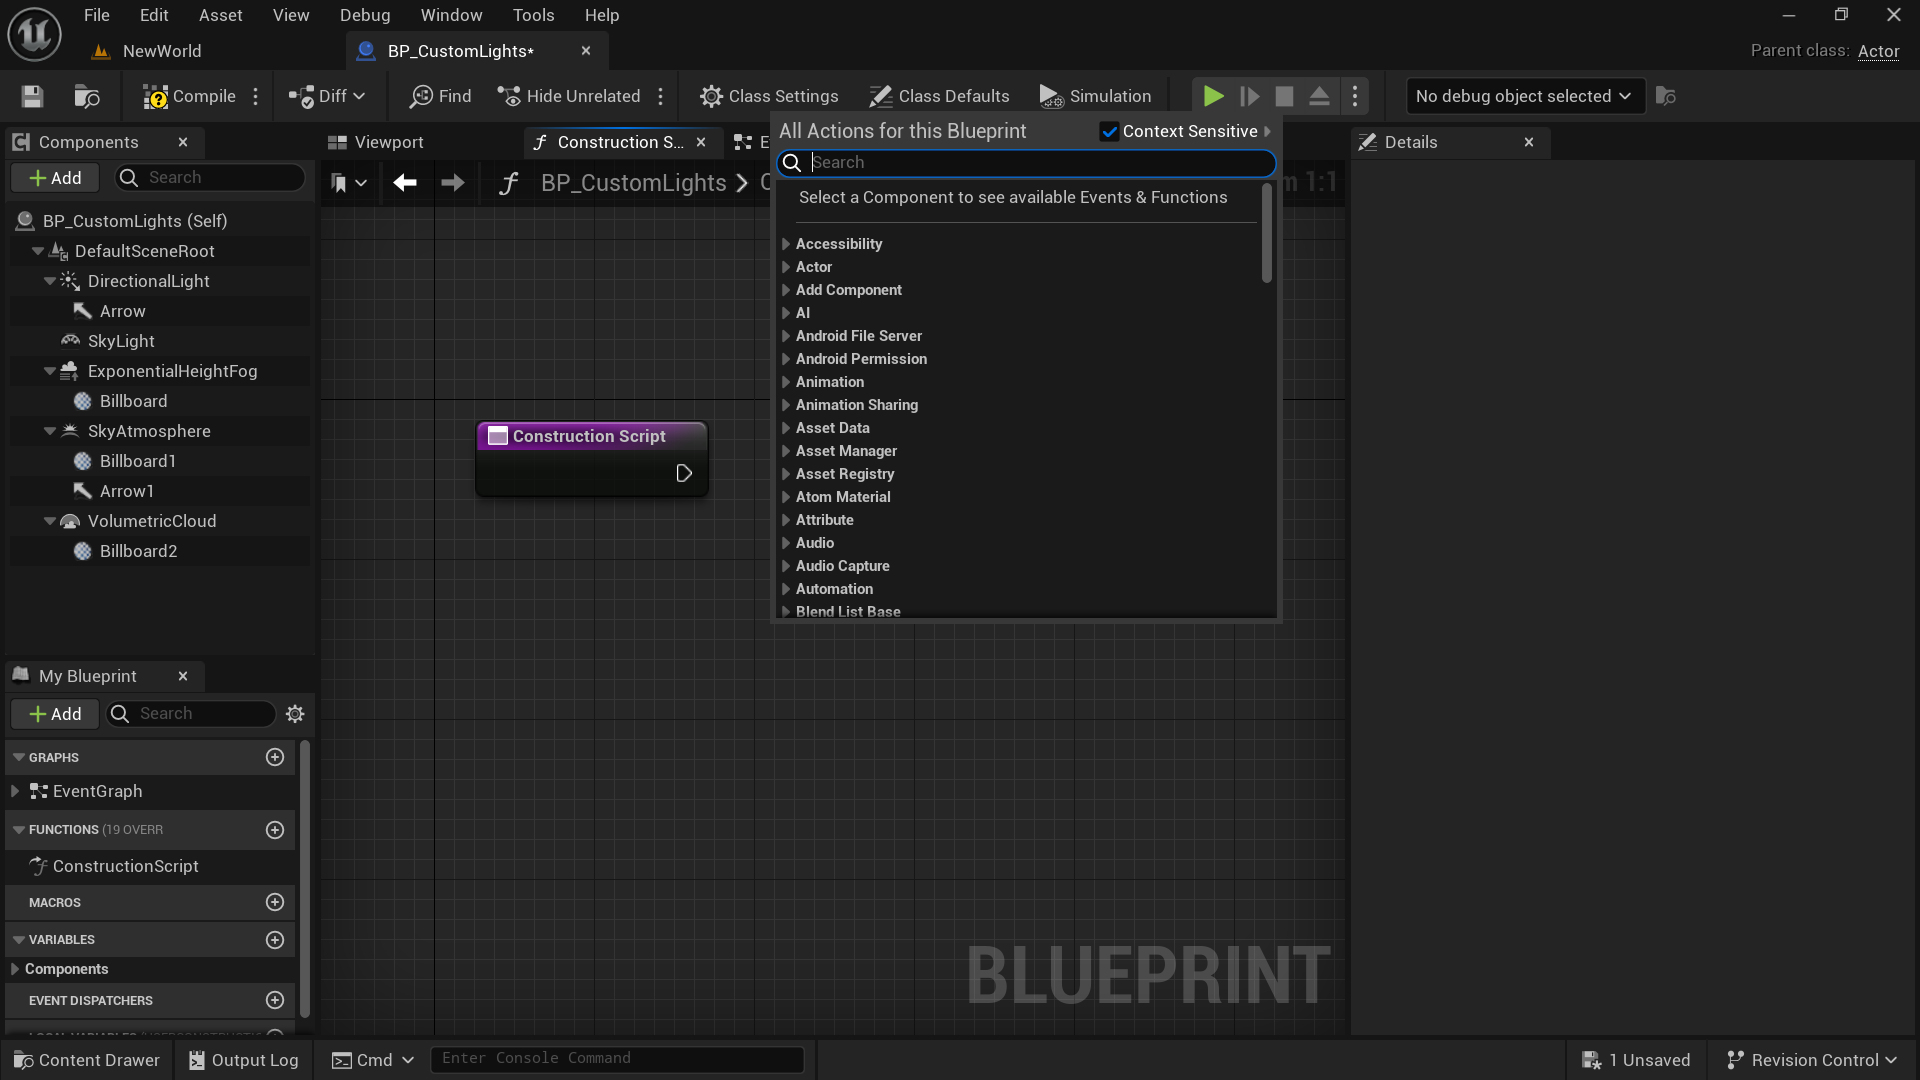 File Edit Asset View Debug Window Tools Help
NewWorld BP_CustomLights* Parent class: Actor
Compile Diff Find Hide Unrelated Class Settings Class Defaults Simulation No debug object selected
Components Viewport Construction S... E Details
Add Search BP_CustomLights
All Actions for this Blueprint Context Sensitive
Search
Select a Component to see available Events & Functions
Accessibility
Actor
Add Component
AI
Android File Server
Android Permission
Animation
Animation Sharing
Asset Data
Asset Manager
Asset Registry
Atom Material
Attribute
Audio
Audio Capture
Automation
Blend List Base
BP_CustomLights (Self)
DefaultSceneRoot
DirectionalLight
Arrow
SkyLight
ExponentialHeightFog
Billboard
SkyAtmosphere
Billboard1
Arrow1
VolumetricCloud
Billboard2
Construction Script
My Blueprint
Add Search
GRAPHS
EventGraph
FUNCTIONS (19 OVERR
ConstructionScript
MACROS
VARIABLES
Components
EVENT DISPATCHERS
BLUEPRINT
Content Drawer Output Log Cmd Enter Console Command 1 Unsaved Revision Control